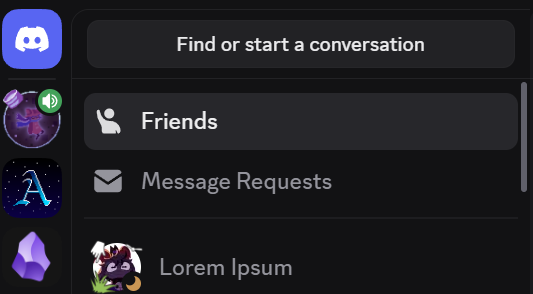 Find or start a conversation
Friends
Message Requests
A
Lorem Ipsum